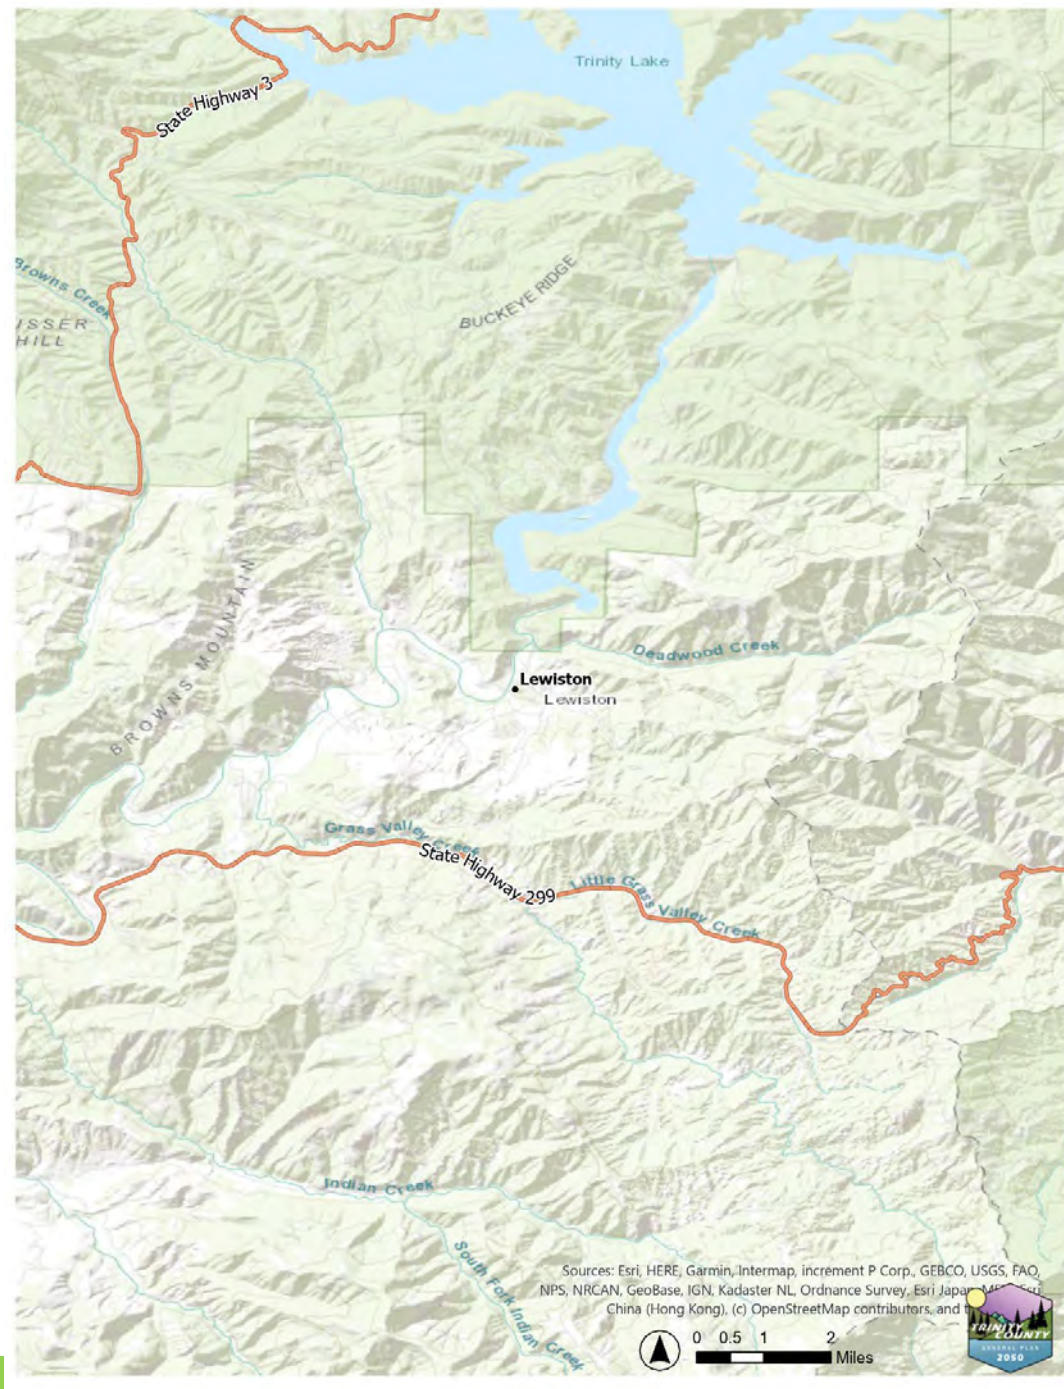 Trinity Lake
State Highway 3
Browns Creek
ISSER
HILL
BUCKEYE RIDGE
BROWNS MOUNTAIN
Deadwood Creek
Lewiston
Lewiston
Grass Valley Creek
State Highway 299
Little Grass Valley Creek
Indian Creek
South Fork Indian Creek
Sources: Esri, HERE, Garmin, Intermap, increment P Corp., GEBCO, USGS, FAO,
NPS, NRCAN, GeoBase, IGN, Kadaster NL, Ordnance Survey, Esri Japan, Esri
China (Hong Kong), (c) OpenStreetMap contributors, and
0 0.5 1 2
Miles
TRINITY
COUNTY
GENERAL PLAN
2050